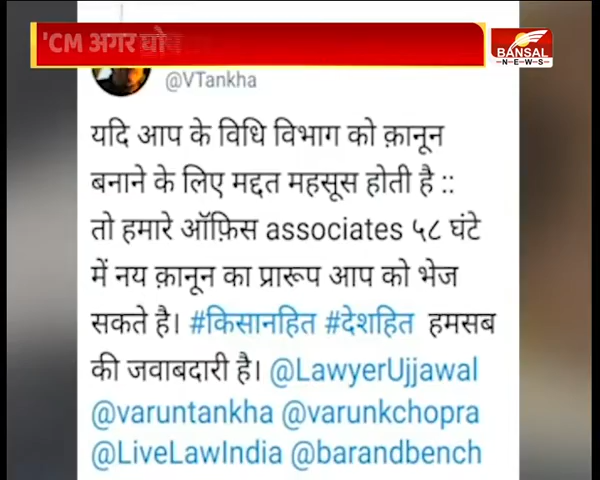 'CM अगर
BANSAL
NEWS
@VTankha
यदि आप के विधि विभाग को क़ानून
बनाने के लिए मद्दत महसूस होती है ::
तो हमारे ऑफ़िस associates ५८ घंटे
में नय क़ानून का प्रारूप आप को भेज
सकते है। #किसानहित #देशहित हमसब
की जवाबदारी है। @LawyerUjjawal
@varuntankha @varunkchopra
@LiveLawIndia @barandbench